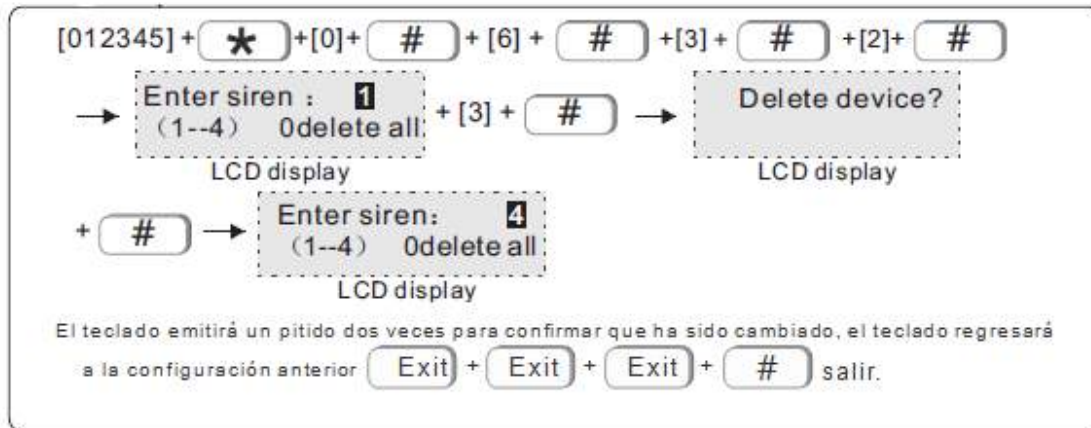 [012345] + * + [0] + # + [6] + # + [3] + # + [2] + #
Enter siren : 1
(1--4) 0delete all
LCD display
+ [3] + #
Delete device?
LCD display
+ #
Enter siren: 4
(1--4) 0delete all
LCD display
El teclado emitirá un pitido dos veces para confirmar que ha sido cambiado, el teclado regresará
a la configuración anterior Exit + Exit + Exit + # salir.